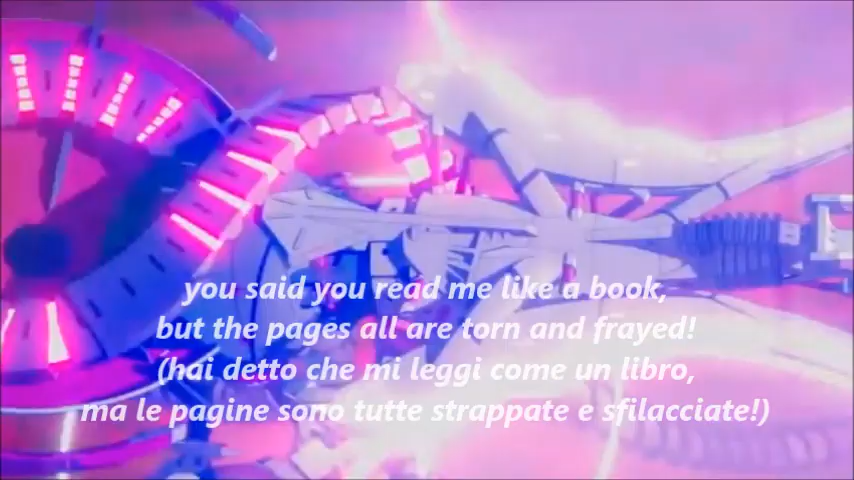 you said you read me like a book,
but the pages all are torn and frayed!
(hai detto che mi leggi come un libro,
ma le pagine sono tutte strappate e sfilacciate!)